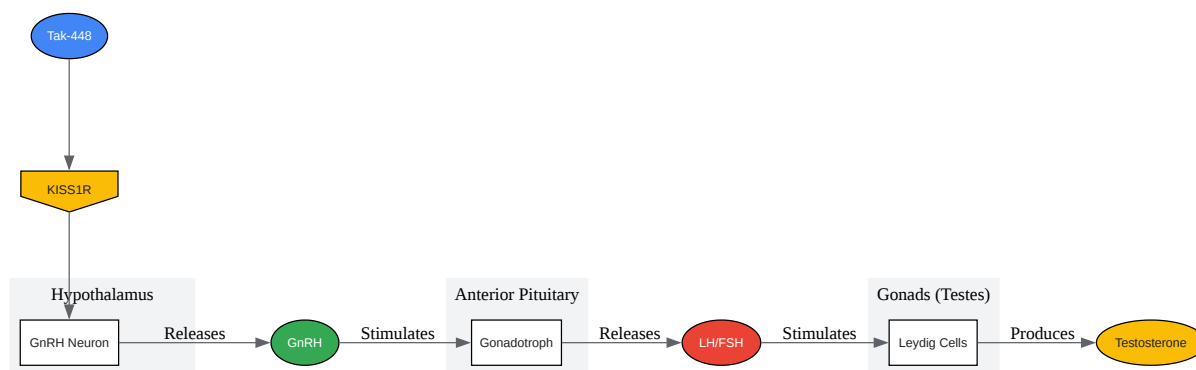 Tak-448
KISS1R
Hypothalamus
Anterior Pituitary
Gonads (Testes)
GnRH Neuron
Releases
GnRH
Stimulates
Gonadotroph
Releases
LH/FSH
Stimulates
Leydig Cells
Produces
Testosterone